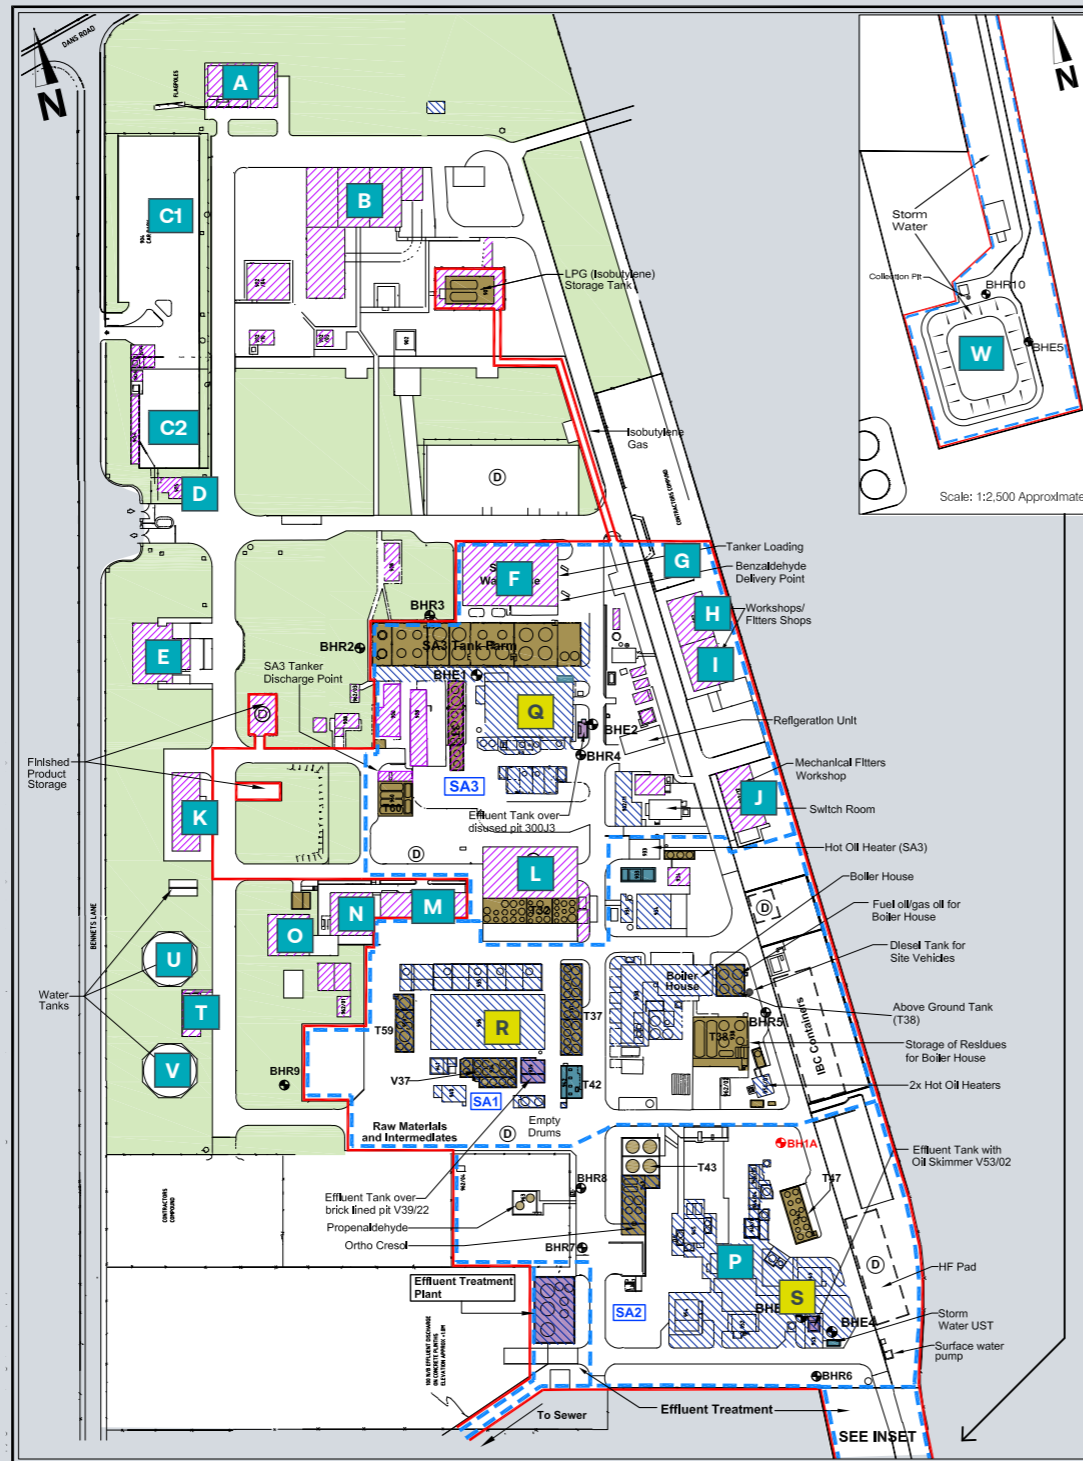 DANS ROAD
N
FLAGPOLES
A
N
C1
B
LPG (Isobutylene)
Storage Tank
Storm
Water
Collection Pit
BHR10
BHE5
W
Scale: 1:2,500 Approximate
C2
Isobutylene
Gas
D
D
CONTRACTORS COMPOUND
F
G
Tanker Loading
Benzaldehyde
Delivery Point
BHR3
H
Workshops/
Fitters Shops
BHR2
SA3 Tank Farm
E
I
SA3 Tanker
Discharge Point
BHE1
Q
BHE2
Refigeration Unit
D
BHR4
Finished
Product
Storage
SA3
Mechanical Fitters
Workshop
T60
J
K
Effluent Tank over
disused pit 300J3
Switch Room
D
Hot Oil Heater (SA3)
L
Boiler House
N
M
T32
D
Fuel oil/gas oil for
Boiler House
O
BENNETS LANE
U
Diesel Tank for
Site Vehicles
Boiler
House
Water
Tanks
T
T59
R
T37
BHR5
Above Ground Tank
(T38)
T38
IBC Containers
Storage of Residues
for Boiler House
V
BHR9
V37
T42
2x Hot Oil Heaters
SA1
Empty
Drums
Raw Materials
and Intermediates
D
BH1A
Effluent Tank with
Oil Skimmer V53/02
T43
BHR8
T47
Effluent Tank over
brick lined pit V39/22
CONTRACTORS
COMPOUND
Propenaldehyde
Ortho Cresol
BHR7
P
D
HF Pad
Effluent Treatment
Plant
S
SA2
BHE4
Storm
Water UST
Surface water
pump
BHR6
To Sewer
Effluent Treatment
SEE INSET